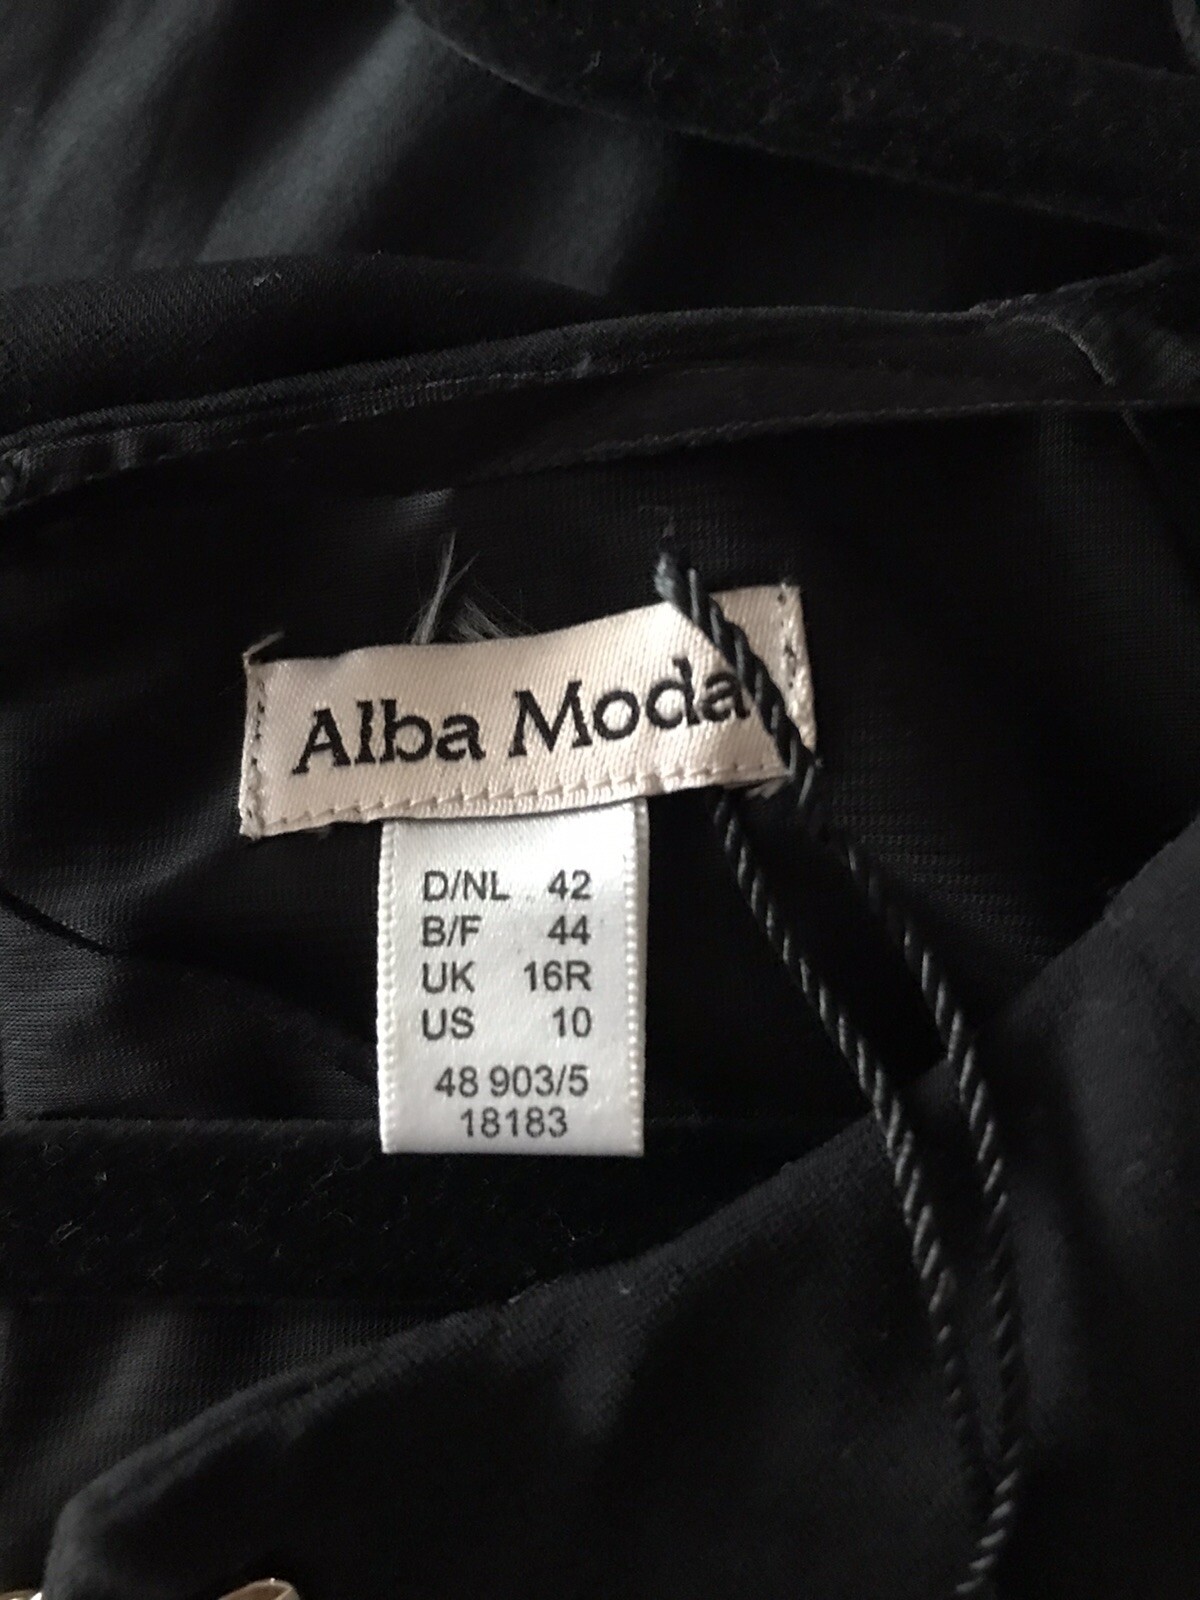 Alba Moda
D/NL 42
B/F 44
UK 16R
US 10
48 903/5
18183